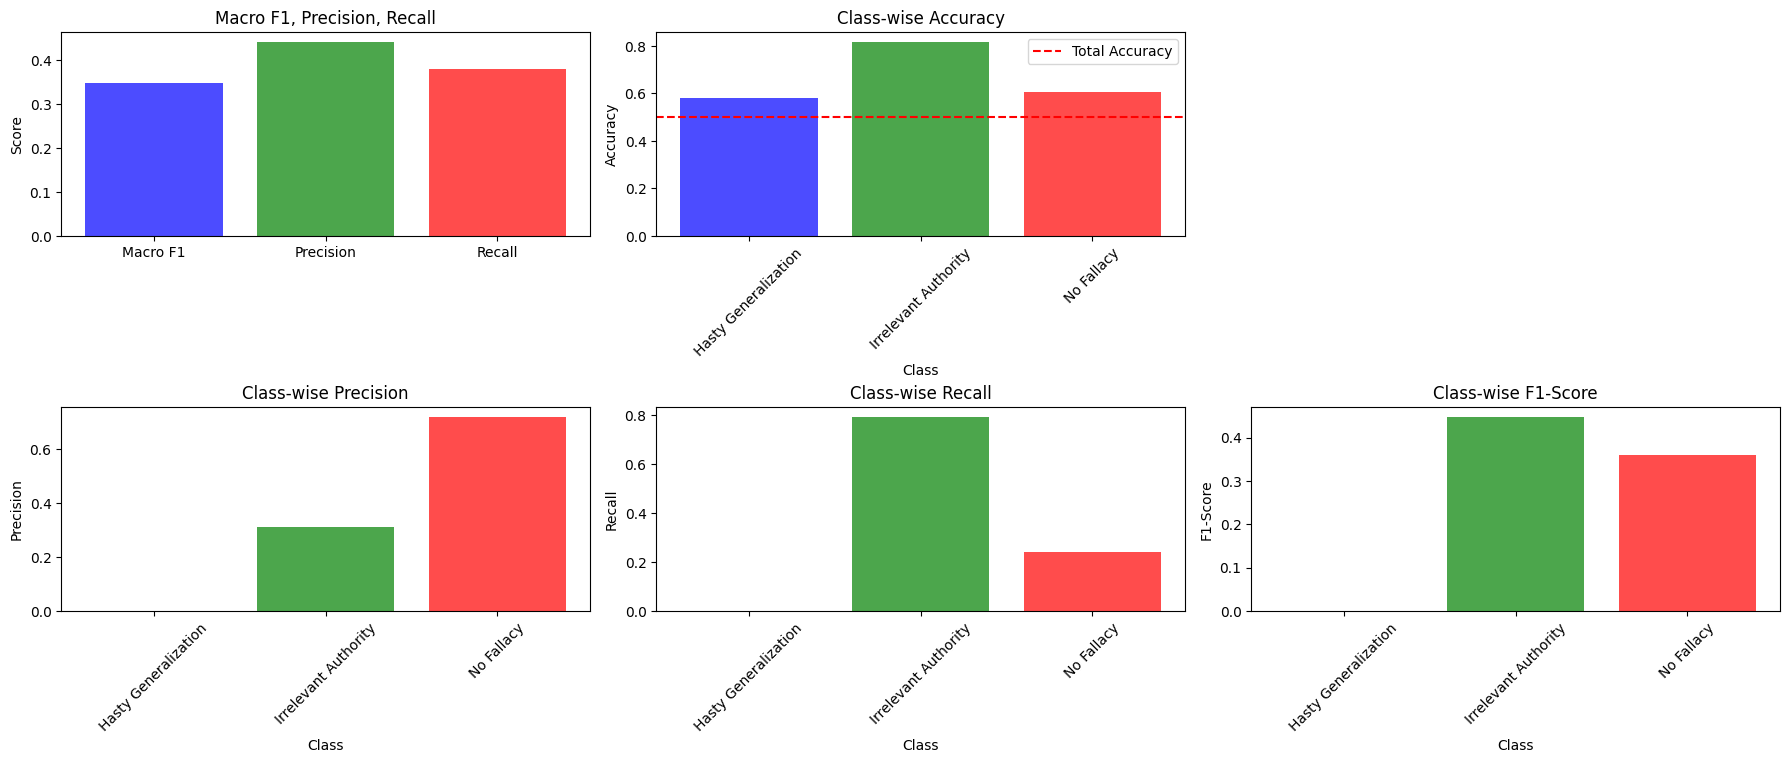 Macro F1, Precision, Recall
Score
0.4
0.3
0.2
0.1
0.0
Macro F1
Precision
Recall
Class-wise Accuracy
Accuracy
0.8
0.6
0.4
0.2
0.0
Total Accuracy
Hasty Generalization
Irrelevant Authority
No Fallacy
Class
Class-wise Precision
Precision
0.6
0.4
0.2
0.0
Hasty Generalization
Irrelevant Authority
No Fallacy
Class
Class-wise Recall
Recall
0.8
0.6
0.4
0.2
0.0
Hasty Generalization
Irrelevant Authority
No Fallacy
Class
Class-wise F1-Score
F1-Score
0.4
0.3
0.2
0.1
0.0
Hasty Generalization
Irrelevant Authority
No Fallacy
Class